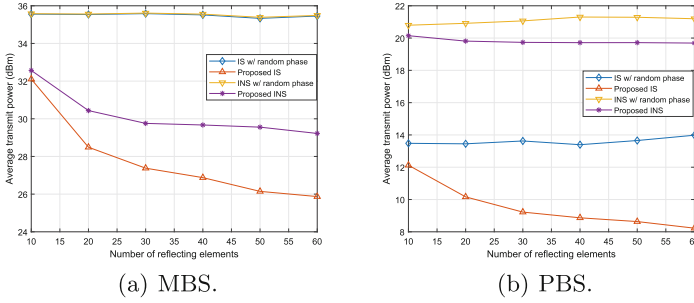 36
34
32
30
28
26
24
10 15 20 25 30 35 40 45 50 55 60
Average transmit power (dBm)
Number of reflecting elements
IS w/ random phase
Proposed IS
INS w/ random phase
Proposed INS
(a) MBS.
22
20
18
16
14
12
10
8
10 15 20 25 30 35 40 45 50 55 60
Average transmit power (dBm)
Number of reflecting elements
IS w/ random phase
Proposed IS
INS w/ random phase
Proposed INS
(b) PBS.